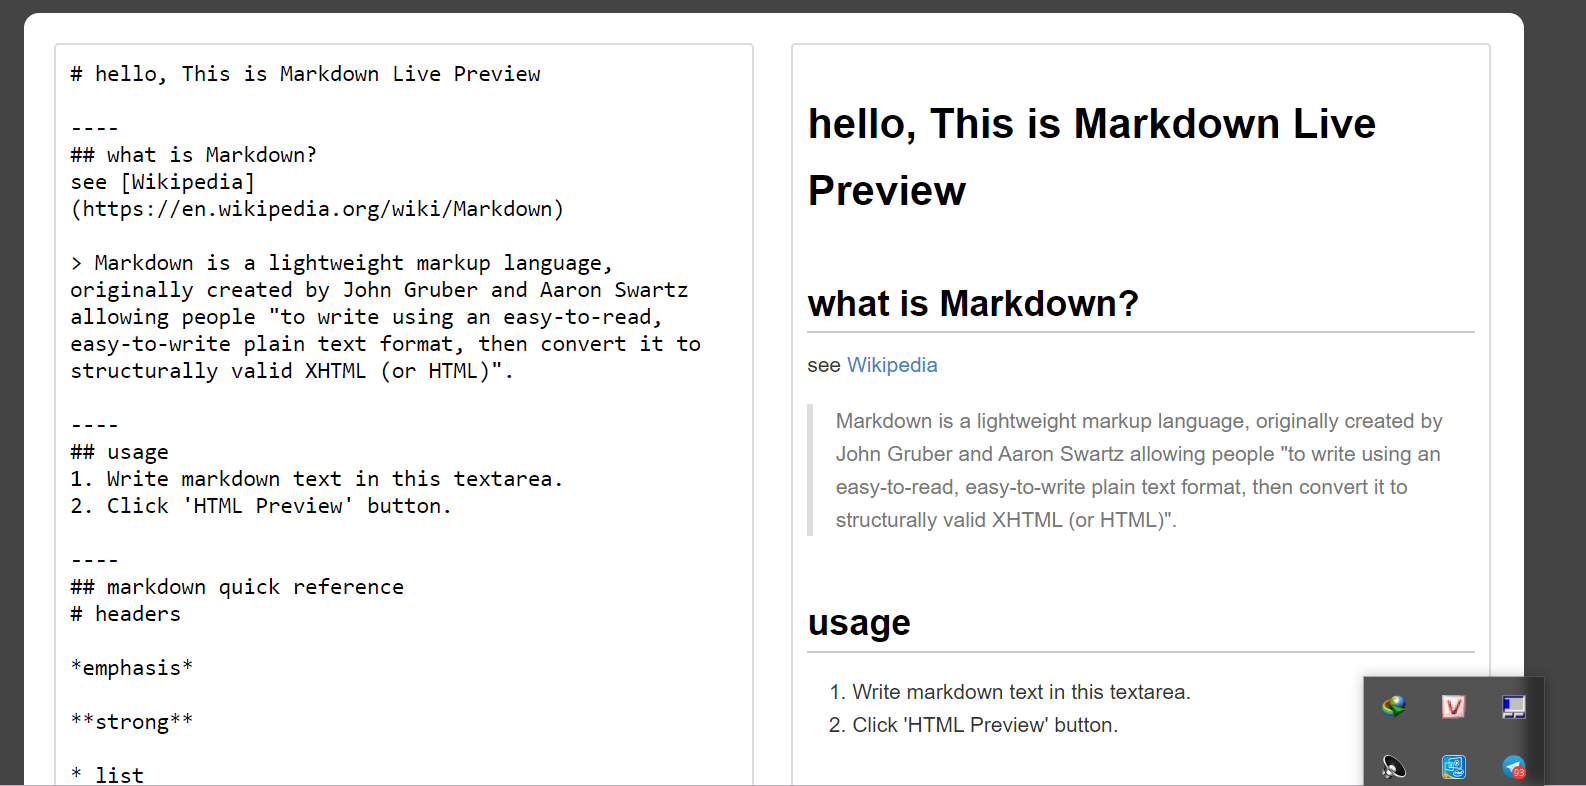 # hello, This is Markdown Live Preview
----
## what is Markdown?
see [Wikipedia]
(https://en.wikipedia.org/wiki/Markdown)
> Markdown is a lightweight markup language,
originally created by John Gruber and Aaron Swartz
allowing people "to write using an easy-to-read,
easy-to-write plain text format, then convert it to
structurally valid XHTML (or HTML)".
----
## usage
1. Write markdown text in this textarea.
2. Click 'HTML Preview' button.
----
## markdown quick reference
# headers
*emphasis*
**strong**
* list
hello, This is Markdown Live
Preview
what is Markdown?
see Wikipedia
Markdown is a lightweight markup language, originally created by
John Gruber and Aaron Swartz allowing people "to write using an
easy-to-read, easy-to-write plain text format, then convert it to
structurally valid XHTML (or HTML)".
usage
1. Write markdown text in this textarea.
2. Click 'HTML Preview' button.
V
93